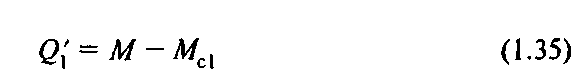 Q′₁ = M − M_c1 (1.35)